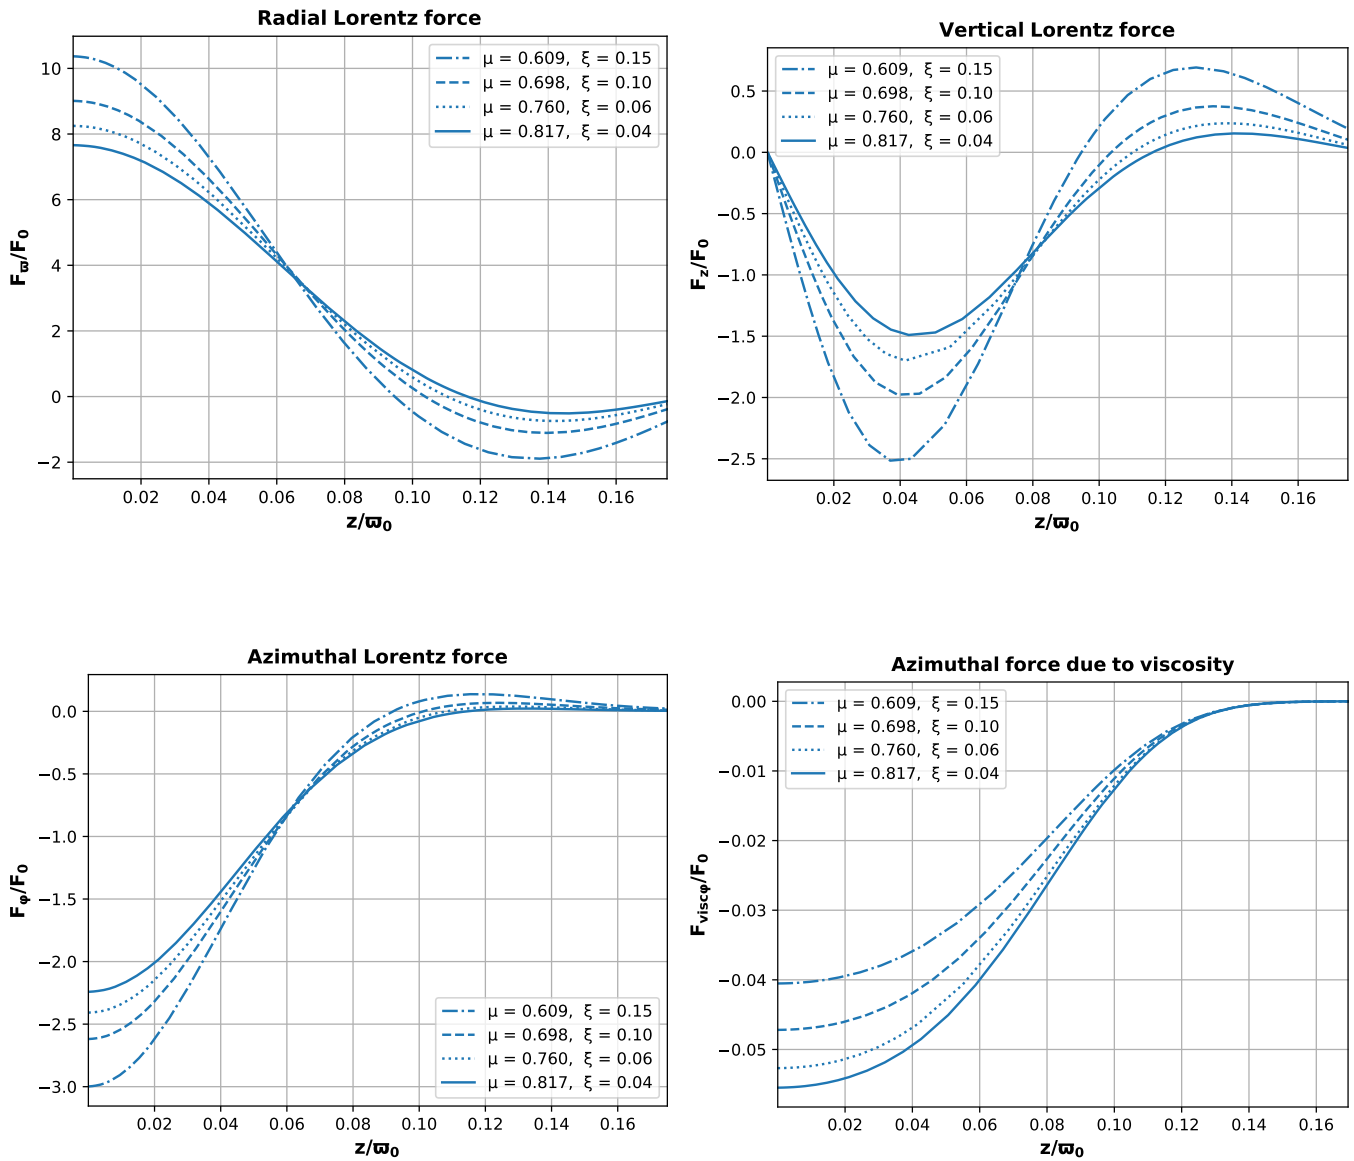 Radial Lorentz force
10
8
6
4
2
0
−2
F_ϖ/F_0
μ = 0.609, ξ = 0.15
μ = 0.698, ξ = 0.10
μ = 0.760, ξ = 0.06
μ = 0.817, ξ = 0.04
0.02 0.04 0.06 0.08 0.10 0.12 0.14 0.16
z/ϖ_0
Vertical Lorentz force
0.5
0.0
−0.5
−1.0
−1.5
−2.0
−2.5
F_z/F_0
μ = 0.609, ξ = 0.15
μ = 0.698, ξ = 0.10
μ = 0.760, ξ = 0.06
μ = 0.817, ξ = 0.04
0.02 0.04 0.06 0.08 0.10 0.12 0.14 0.16
z/ϖ_0
Azimuthal Lorentz force
0.0
−0.5
−1.0
−1.5
−2.0
−2.5
−3.0
F_φ/F_0
μ = 0.609, ξ = 0.15
μ = 0.698, ξ = 0.10
μ = 0.760, ξ = 0.06
μ = 0.817, ξ = 0.04
0.02 0.04 0.06 0.08 0.10 0.12 0.14 0.16
z/ϖ_0
Azimuthal force due to viscosity
0.00
−0.01
−0.02
−0.03
−0.04
−0.05
F_viscφ/F_0
μ = 0.609, ξ = 0.15
μ = 0.698, ξ = 0.10
μ = 0.760, ξ = 0.06
μ = 0.817, ξ = 0.04
0.02 0.04 0.06 0.08 0.10 0.12 0.14 0.16
z/ϖ_0